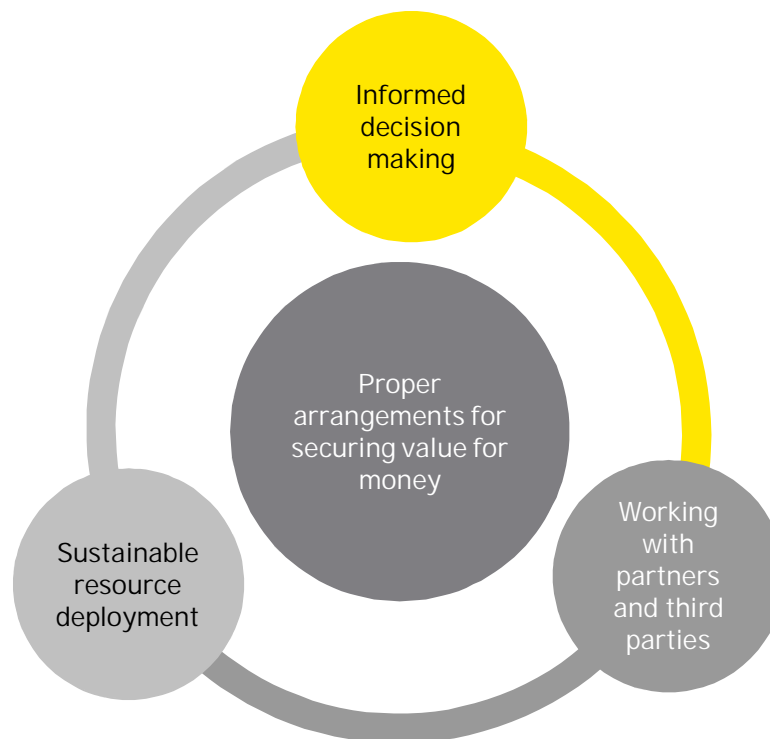 Informed
decision
making
Proper
arrangements for
securing value for
money
Sustainable
resource
deployment
Working
with
partners
and third
parties